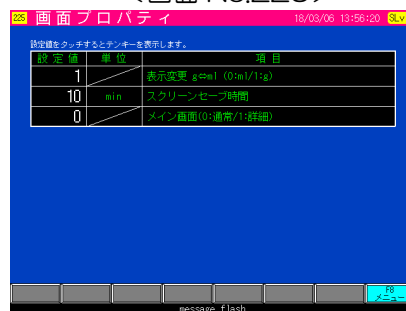 <画面 No.225>
225 画面プロパティ 18/03/06 13:56:20 SLv
設定値をタッチするとテンキーを表示します。
設定値 単位 項目
1 表示変更 g⇔ml (0:ml/1:g)
10 min スクリーンセーブ時間
0 メイン画面(0:通常/1:詳細)
F8
メニュー
message flash